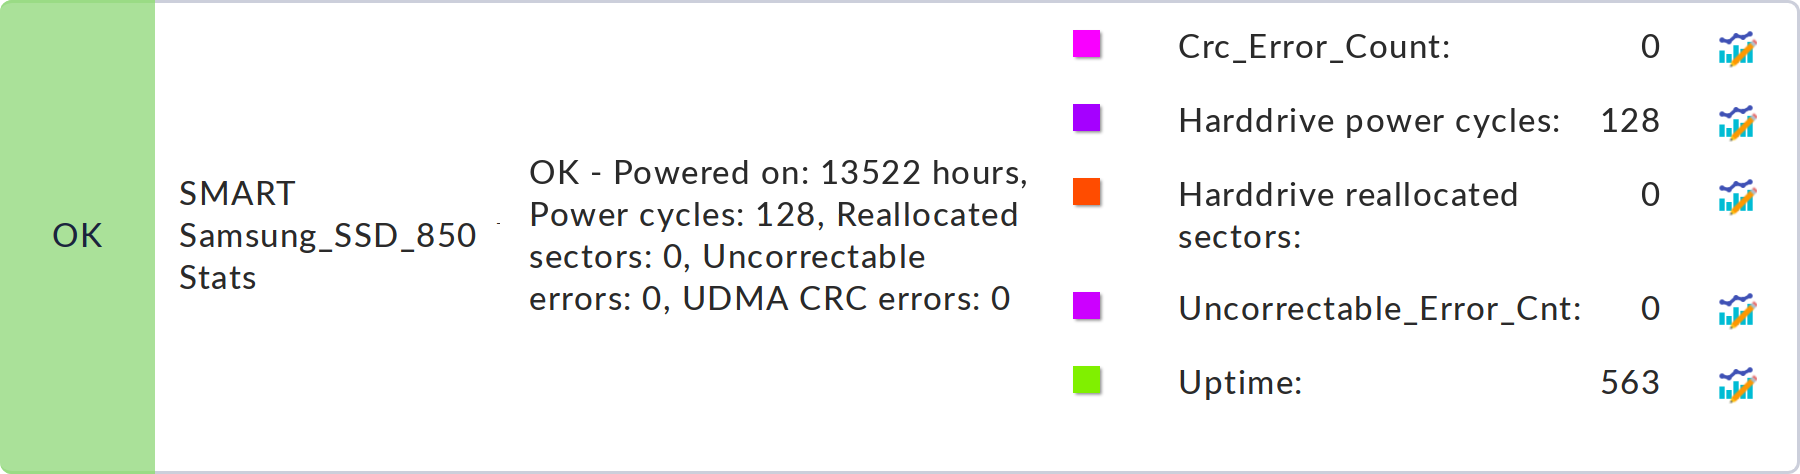 OK
SMART
Samsung_SSD_850
Stats
OK - Powered on: 13522 hours,
Power cycles: 128, Reallocated
sectors: 0, Uncorrectable
errors: 0, UDMA CRC errors: 0
Crc_Error_Count: 0
Harddrive power cycles: 128
Harddrive reallocated 0
sectors:
Uncorrectable_Error_Cnt: 0
Uptime: 563